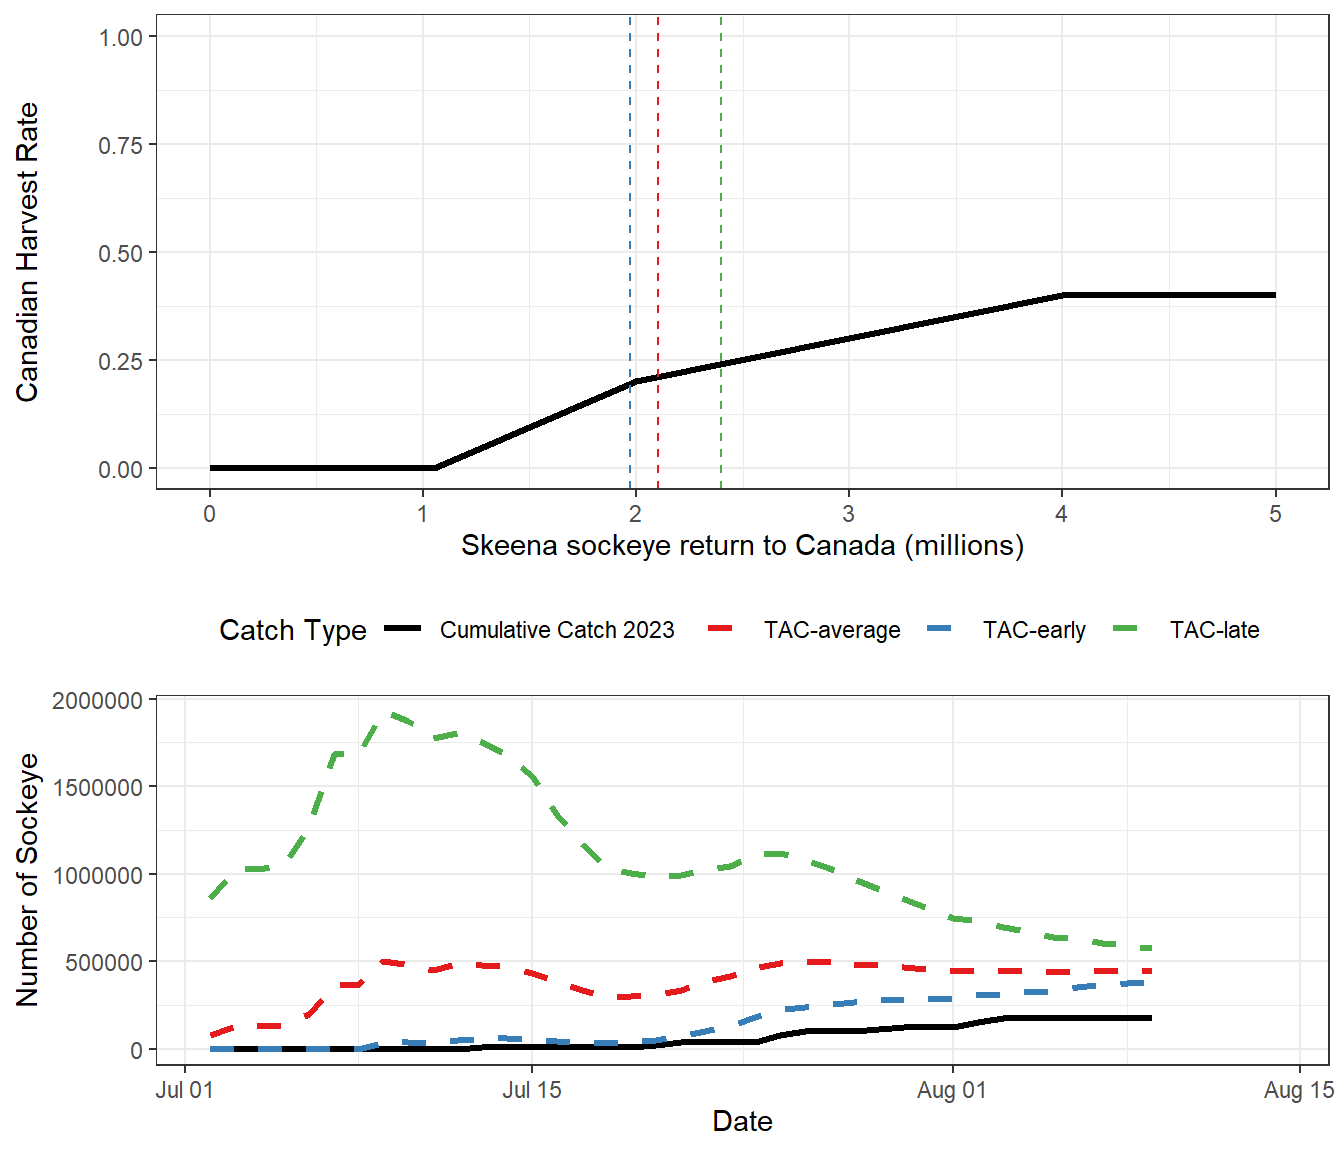 1.00
0.75
0.50
0.25
0.00
Canadian Harvest Rate
0 1 2 3 4 5
Skeena sockeye return to Canada (millions)
Catch Type Cumulative Catch 2023 TAC-average TAC-early TAC-late
2000000
1500000
1000000
500000
0
Number of Sockeye
Jul 01 Jul 15 Aug 01 Aug 15
Date